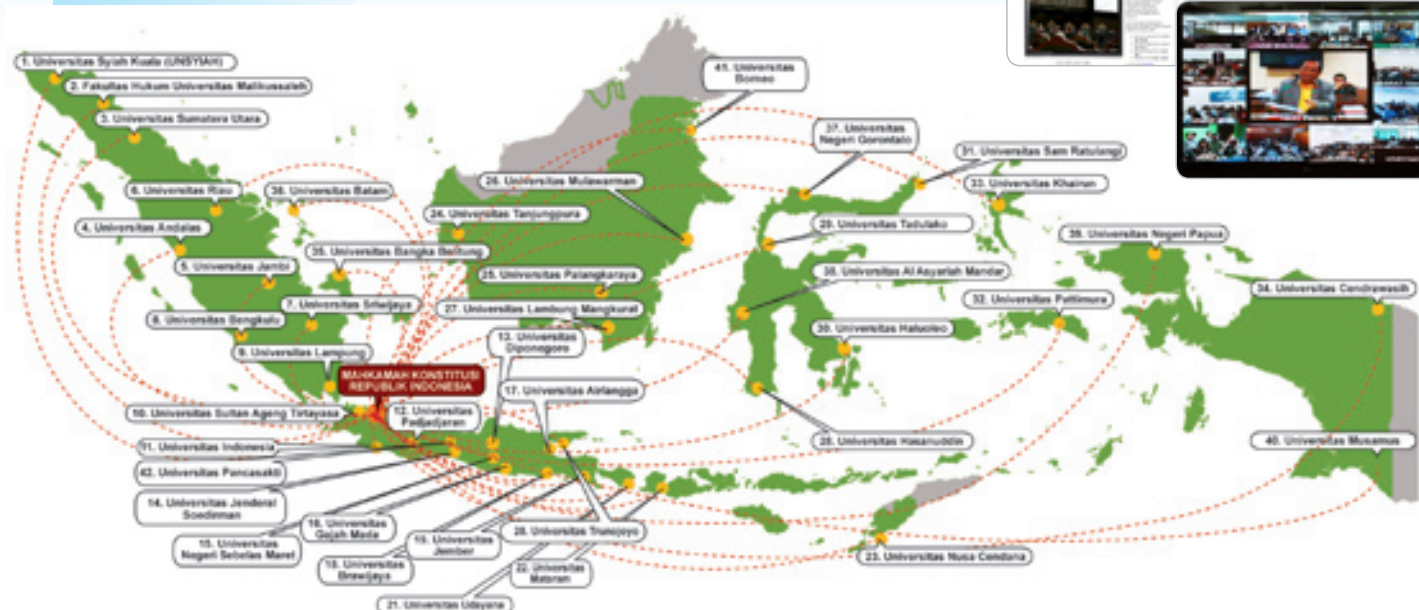 1. Universitas Syiah Kuala (UNSYIAH)
2. Fakultas Hukum Universitas Malikussaleh
3. Universitas Sumatera Utara
41. Universitas
Borneo
37. Universitas
Negeri Gorontalo
31. Universitas Sam Ratulangi
26. Universitas Mulawarman
33. Universitas Khairun
6. Universitas Riau
36. Universitas Batam
24. Universitas Tanjungpura
4. Universitas Andalas
29. Universitas Tadulako
39. Universitas Negeri Papua
35. Universitas Bangka Belitung
5. Universitas Jambi
25. Universitas Palangkaraya
38. Universitas Al Asyariah Mandar
34. Universitas Cendrawasih
7. Universitas Sriwijaya
27. Universitas Lambung Mangkurat
32. Universitas Pattimura
8. Universitas Bengkulu
13. Universitas
Diponegoro
30. Universitas Haluoleo
9. Universitas Lampung
MAHKAMAH KONSTITUSI
REPUBLIK INDONESIA
17. Universitas Airlangga
10. Universitas Sultan Ageng Tirtayasa
12. Universitas
Padjadjaran
11. Universitas Indonesia
28. Universitas Hasanuddin
40. Universitas Musamus
42. Universitas Pancasakti
14. Universitas Jenderal
Soedirman
16. Universitas
Gajah Mada
20. Universitas Trunojoyo
15. Universitas
Negeri Sebelas Maret
19. Universitas
Jember
23. Universitas Nusa Cendana
18. Universitas
Brawijaya
22. Universitas
Mataram
21. Universitas Udayana